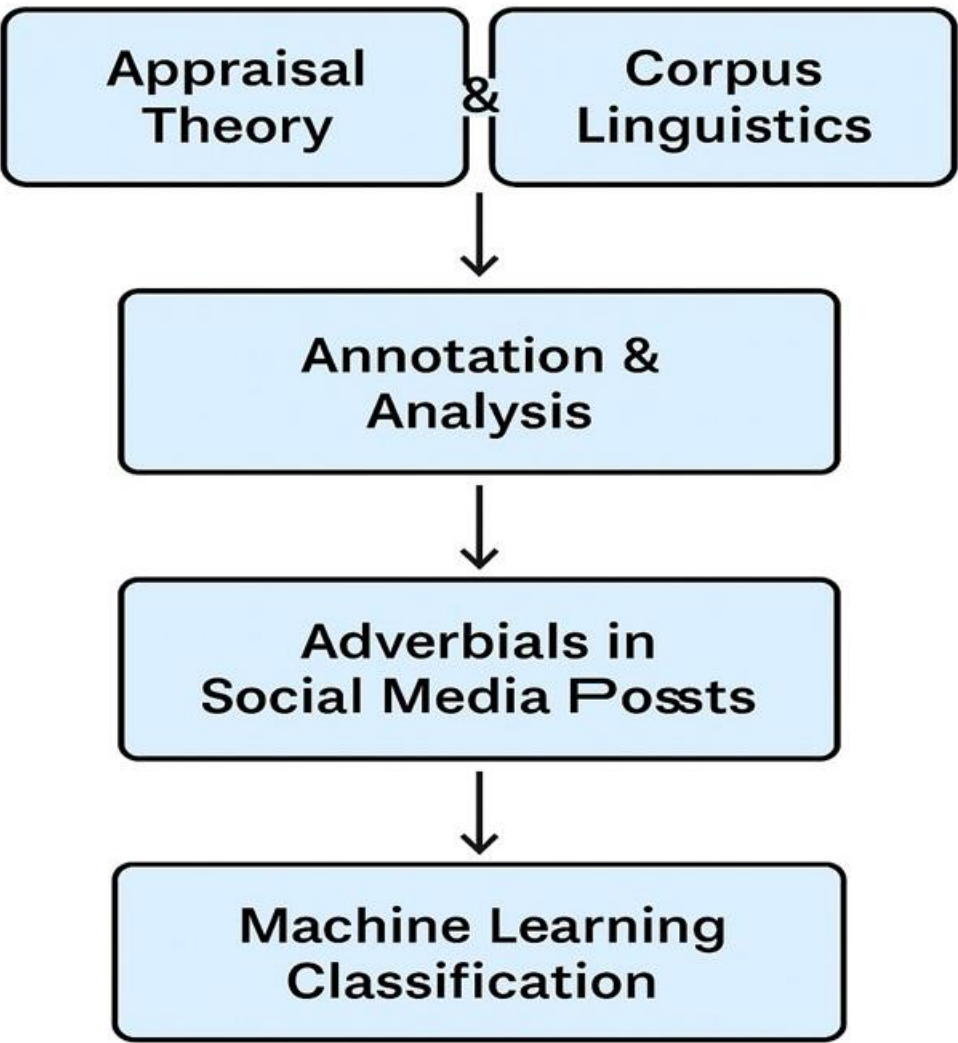 Appraisal
Theory
&
Corpus
Linguistics
Annotation &
Analysis
Adverbials in
Social Media Possts
Machine Learning
Classification